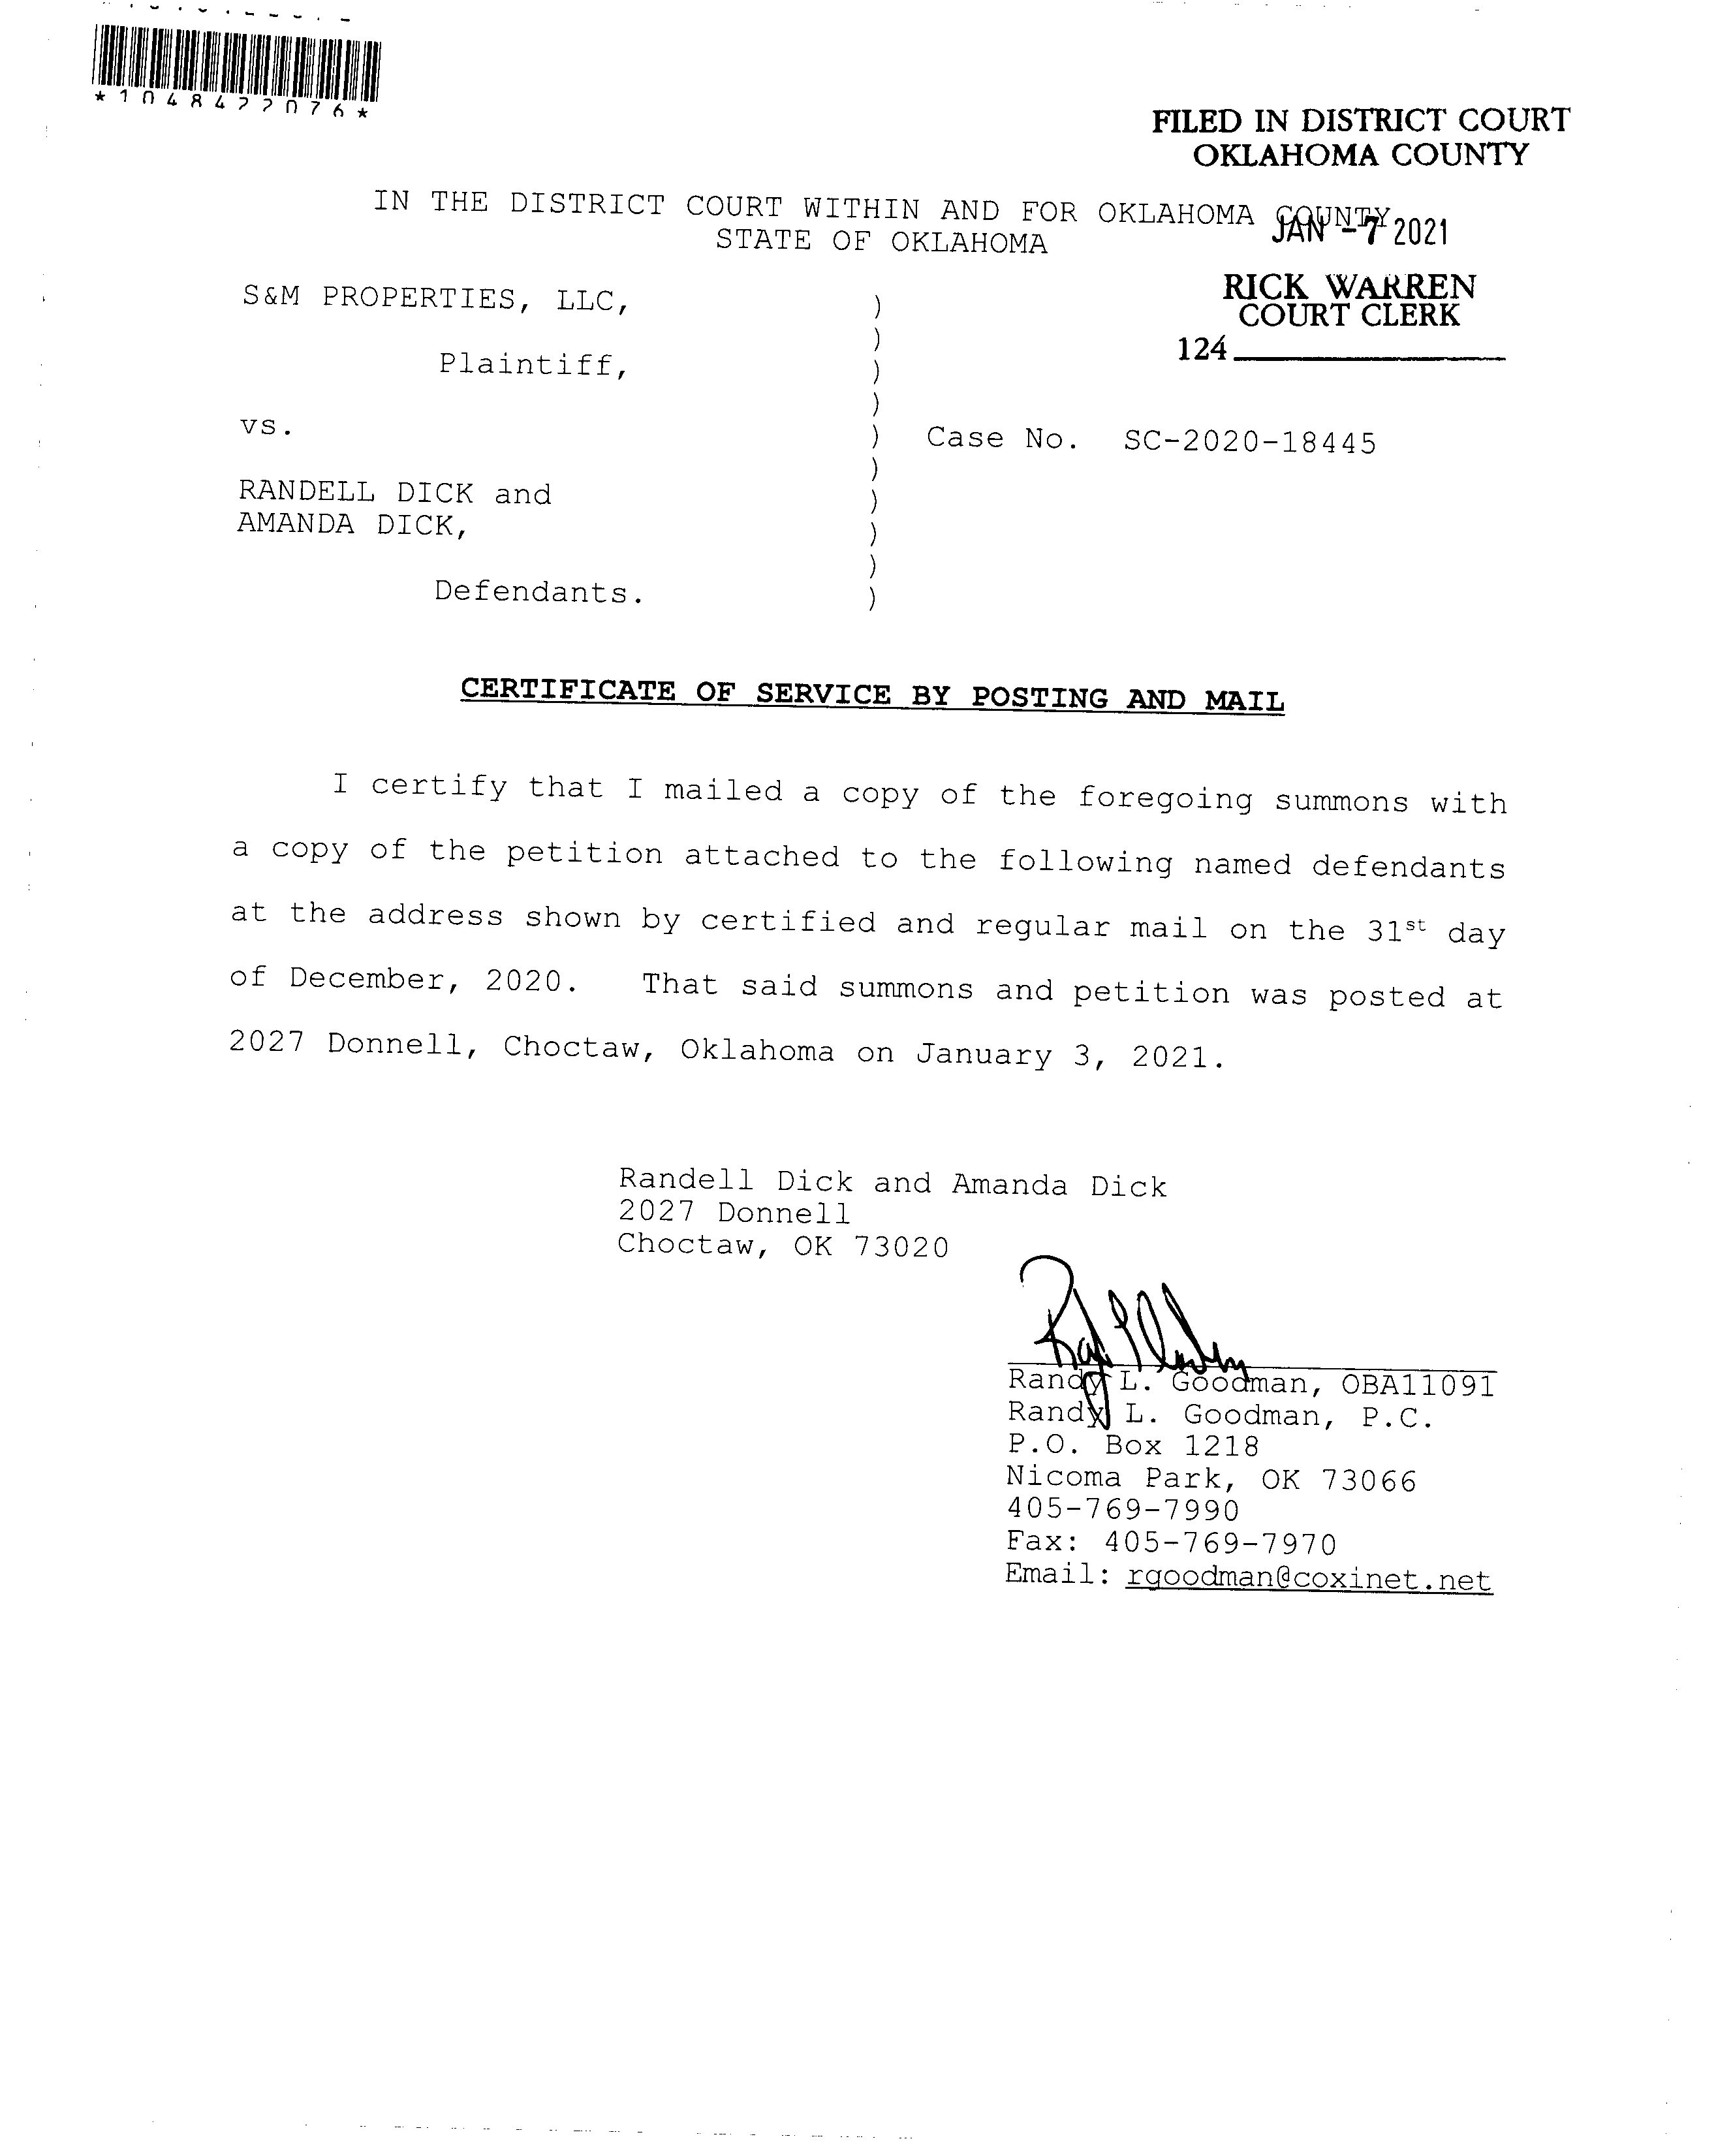 *1048422076*
FILED IN DISTRICT COURT
OKLAHOMA COUNTY
IN THE DISTRICT COURT WITHIN AND FOR OKLAHOMA COUNTY
JAN -7 2021
STATE OF OKLAHOMA
RICK WARREN
COURT CLERK
124
S&M PROPERTIES, LLC, )
)
Plaintiff, )
)
vs. ) Case No. SC-2020-18445
)
RANDELL DICK and )
AMANDA DICK, )
)
Defendants. )
CERTIFICATE OF SERVICE BY POSTING AND MAIL
I certify that I mailed a copy of the foregoing summons with
a copy of the petition attached to the following named defendants
at the address shown by certified and regular mail on the 31st day
of December, 2020. That said summons and petition was posted at
2027 Donnell, Choctaw, Oklahoma on January 3, 2021.
Randell Dick and Amanda Dick
2027 Donnell
Choctaw, OK 73020
Randy L. Goodman, OBA11091
Randy L. Goodman, P.C.
P.O. Box 1218
Nicoma Park, OK 73066
405-769-7990
Fax: 405-769-7970
Email: rgoodman@coxinet.net